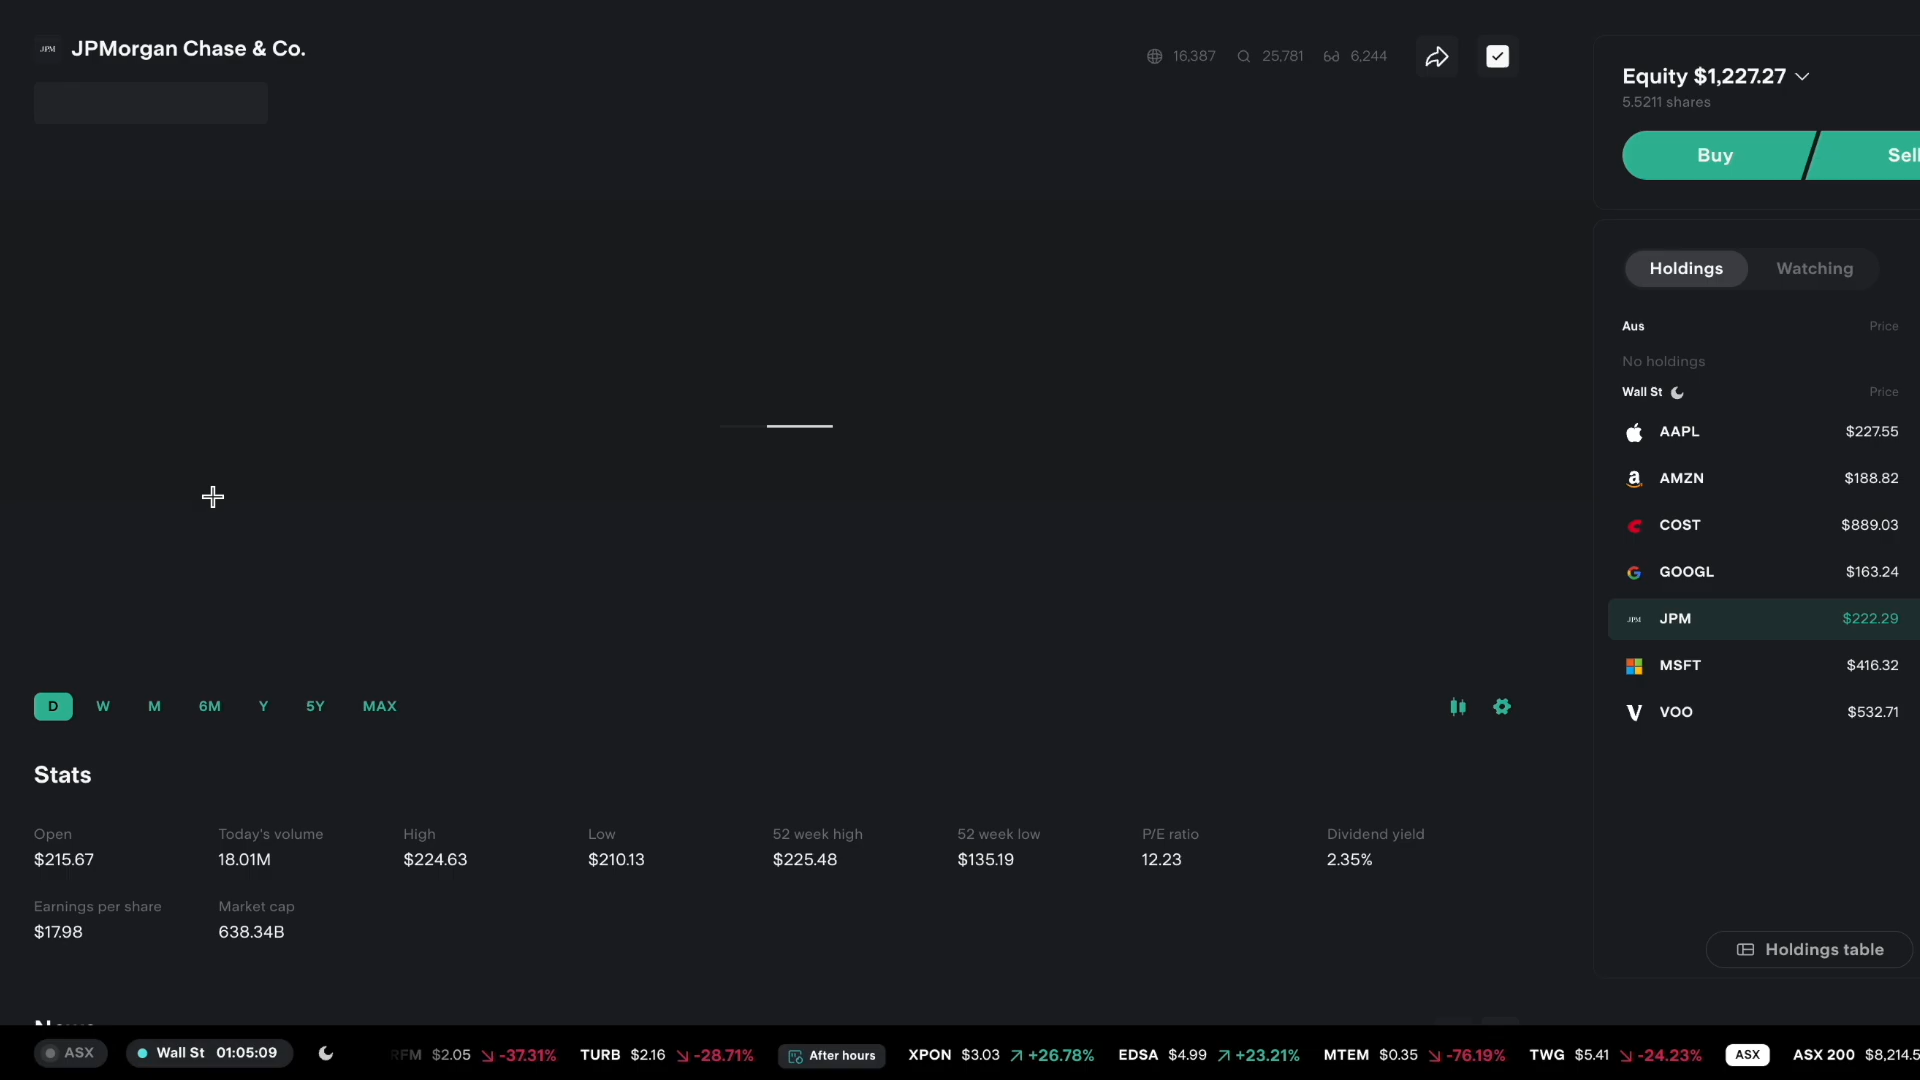 JPM JPMorgan Chase & Co.
16,387 25,781 6,244
Equity $1,227.27
5.5211 shares
Buy Sell
Holdings Watching
Aus Price
No holdings
Wall St Price
AAPL $227.55
AMZN $188.82
COST $889.03
GOOGL $163.24
JPM JPM $222.29
MSFT $416.32
VOO $532.71
D W M 6M Y 5Y MAX
Stats
Open Today's volume High Low 52 week high 52 week low P/E ratio Dividend yield
$215.67 18.01M $224.63 $210.13 $225.48 $135.19 12.23 2.35%
Earnings per share Market cap
$17.98 638.34B
Holdings table
News
ASX Wall St 01:05:09 RFM $2.05 -37.31% TURB $2.16 -28.71% After hours XPON $3.03 +26.78% EDSA $4.99 +23.21% MTEM $0.35 -76.19% TWG $5.41 -24.23% ASX ASX 200 $8,214.5